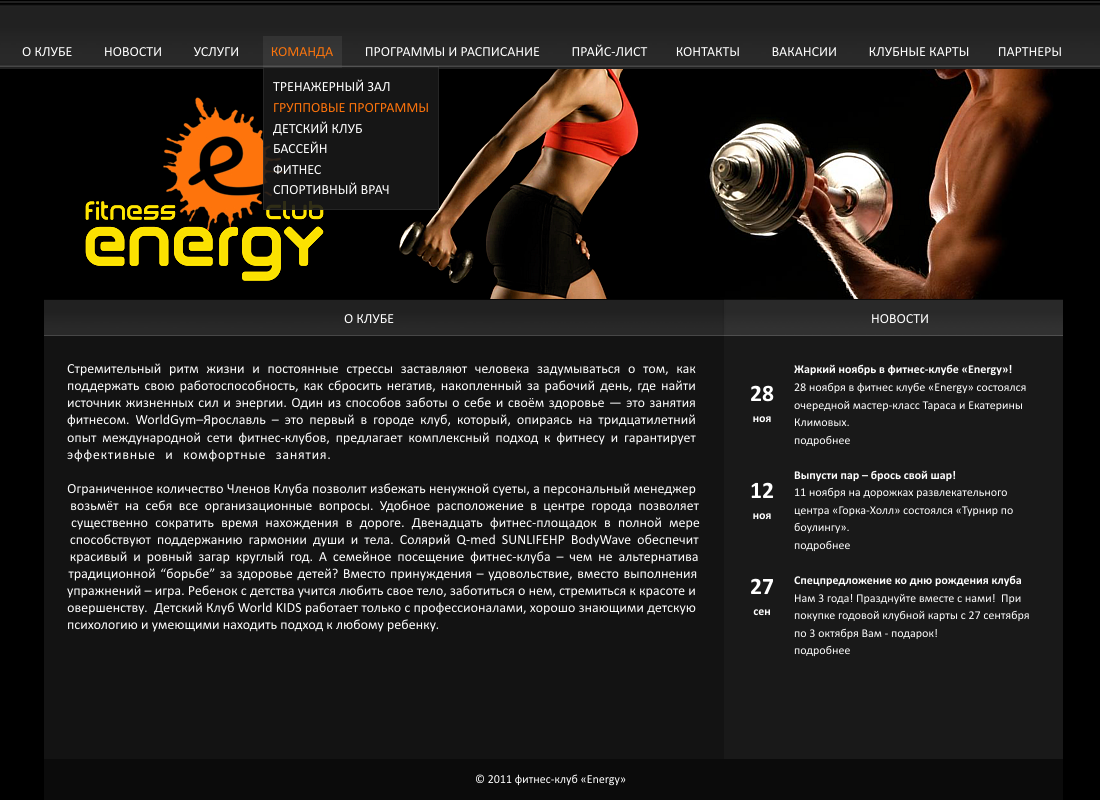 О КЛУБЕ НОВОСТИ УСЛУГИ КОМАНДА ПРОГРАММЫ И РАСПИСАНИЕ ПРАЙС-ЛИСТ КОНТАКТЫ ВАКАНСИИ КЛУБНЫЕ КАРТЫ ПАРТНЕРЫ
ТРЕНАЖЕРНЫЙ ЗАЛ
ГРУППОВЫЕ ПРОГРАММЫ
ДЕТСКИЙ КЛУБ
БАССЕЙН
ФИТНЕС
СПОРТИВНЫЙ ВРАЧ
e
fitness club
energy
О КЛУБЕ
Стремительный ритм жизни и постоянные стрессы заставляют человека задумываться о том, как
поддержать свою работоспособность, как сбросить негатив, накопленный за рабочий день, где найти
источник жизненных сил и энергии. Один из способов заботы о себе и своём здоровье — это занятия
фитнесом. WorldGym–Ярославль – это первый в городе клуб, который, опираясь на тридцатилетний
опыт международной сети фитнес-клубов, предлагает комплексный подход к фитнесу и гарантирует
эффективные и комфортные занятия.
Ограниченное количество Членов Клуба позволит избежать ненужной суеты, а персональный менеджер
возьмёт на себя все организационные вопросы. Удобное расположение в центре города позволяет
существенно сократить время нахождения в дороге. Двенадцать фитнес-площадок в полной мере
способствуют поддержанию гармонии души и тела. Солярий Q-med SUNLIFEHP BodyWave обеспечит
красивый и ровный загар круглый год. А семейное посещение фитнес-клуба – чем не альтернатива
традиционной “борьбе” за здоровье детей? Вместо принуждения – удовольствие, вместо выполнения
упражнений – игра. Ребенок с детства учится любить свое тело, заботиться о нем, стремиться к красоте и
овершенству. Детский Клуб World KIDS работает только с профессионалами, хорошо знающими детскую
психологию и умеющими находить подход к любому ребенку.
НОВОСТИ
28
ноя
Жаркий ноябрь в фитнес-клубе «Energy»!
28 ноября в фитнес клубе «Energy» состоялся
очередной мастер-класс Тараса и Екатерины
Климовых.
подробнее
12
ноя
Выпусти пар – брось свой шар!
11 ноября на дорожках развлекательного
центра «Горка-Холл» состоялся «Турнир по
боулингу».
подробнее
27
сен
Спецпредложение ко дню рождения клуба
Нам 3 года! Празднуйте вместе с нами! При
покупке годовой клубной карты с 27 сентября
по 3 октября Вам - подарок!
подробнее
© 2011 фитнес-клуб «Energy»